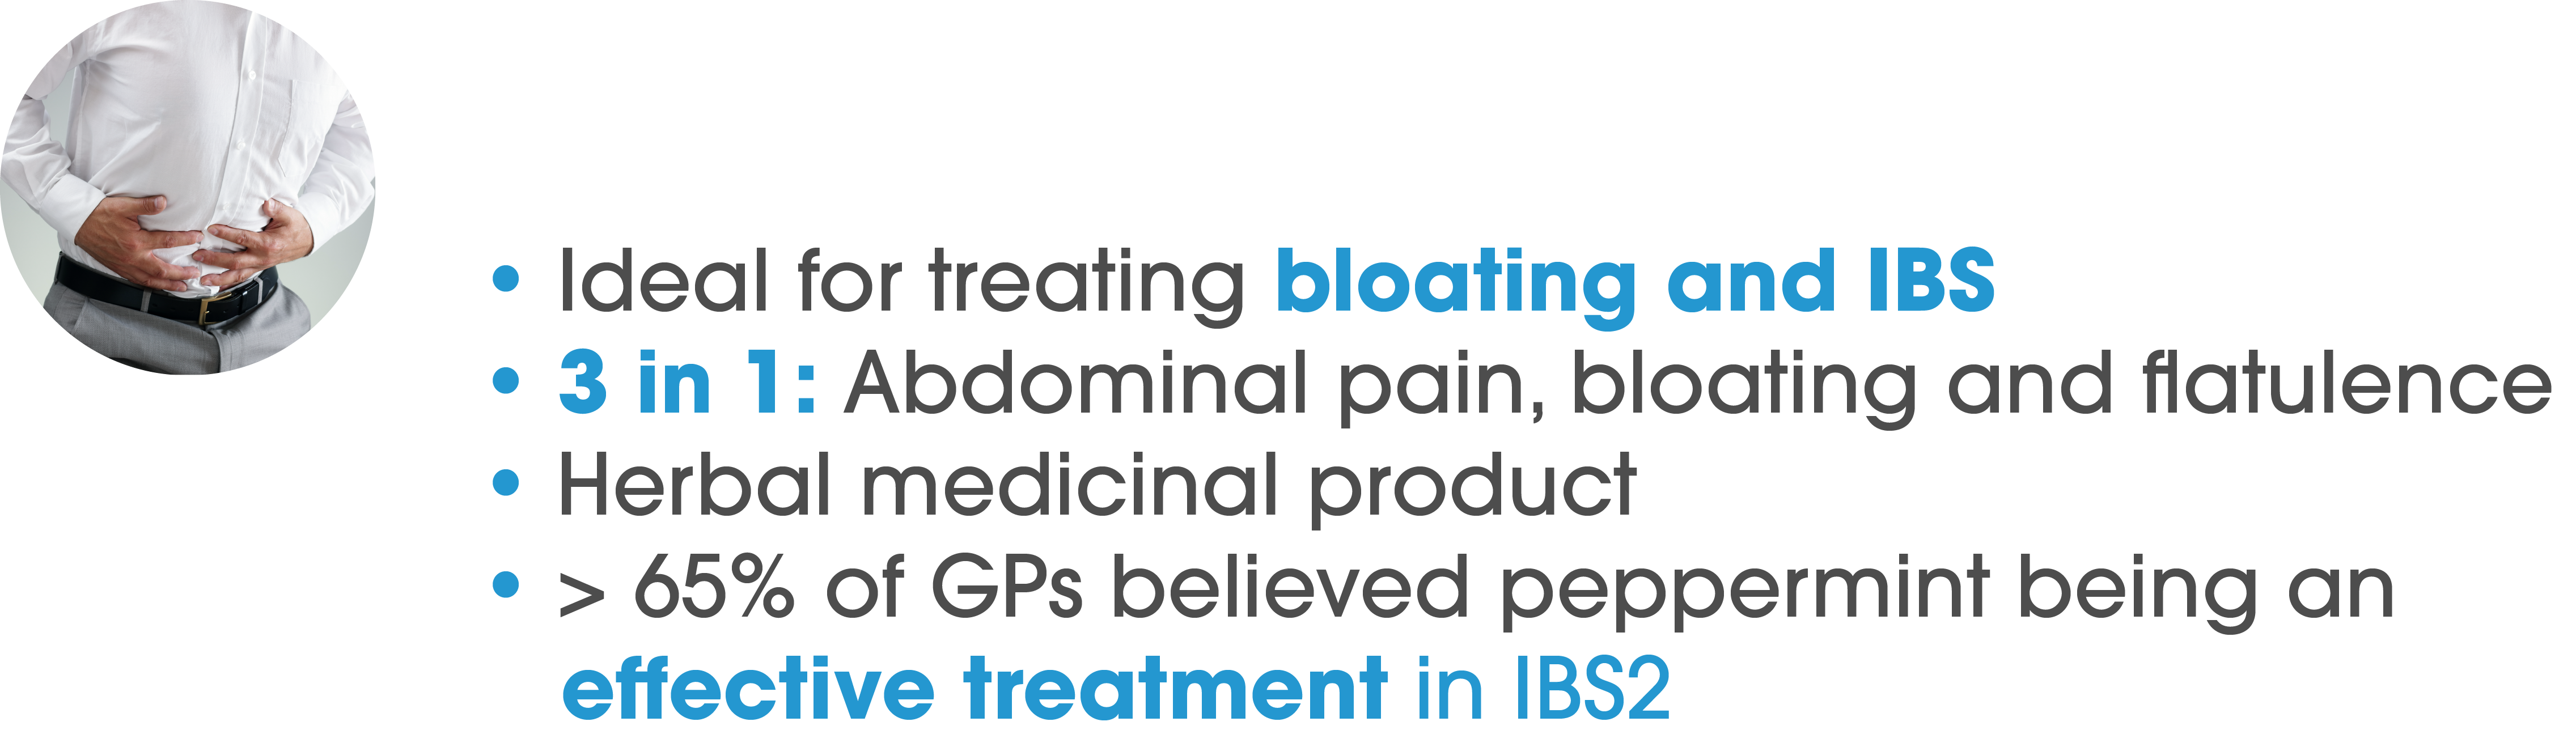 • Ideal for treating bloating and IBS
• 3 in 1: Abdominal pain, bloating and flatulence
• Herbal medicinal product
• > 65% of GPs believed peppermint being an
effective treatment in IBS2